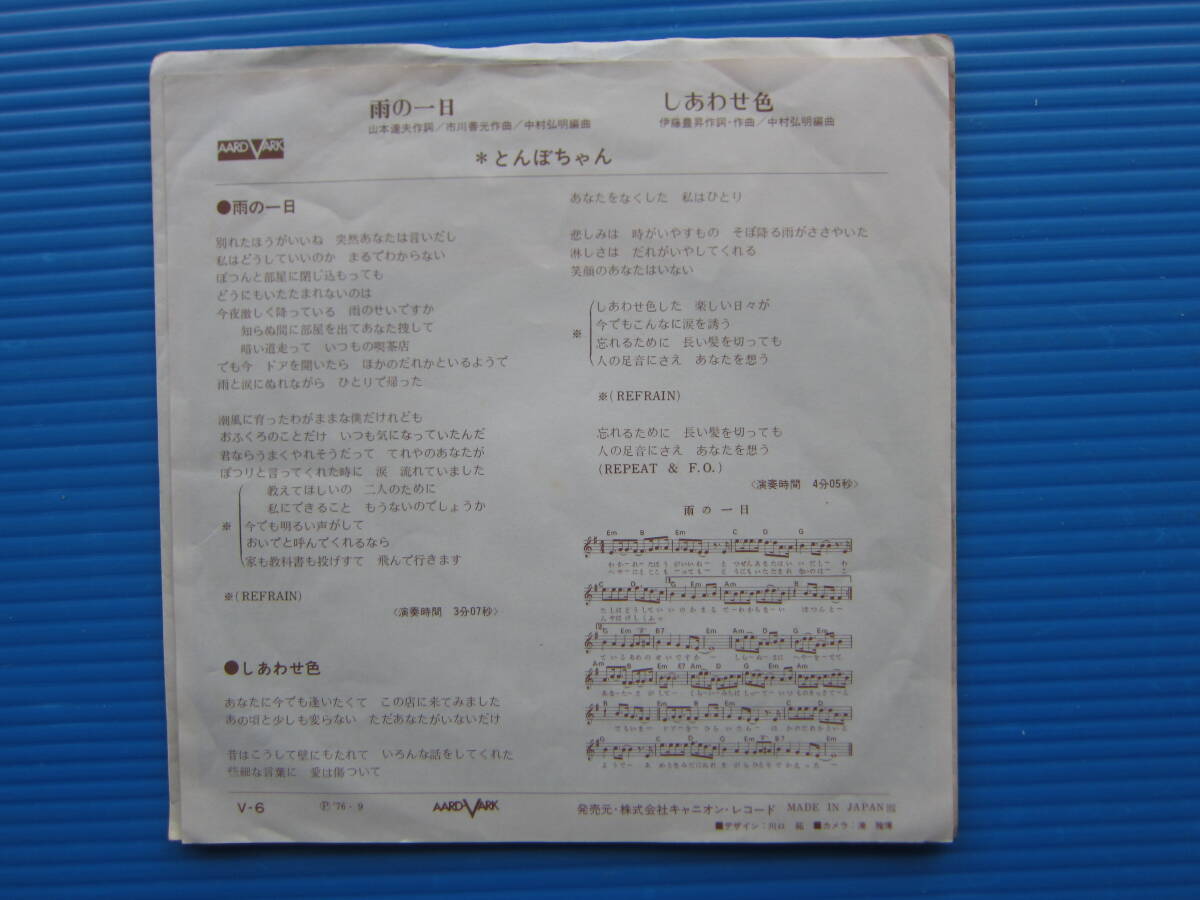 雨の一日
山本達夫作詞／市川善光作曲／中村弘明編曲
しあわせ色
伊藤豊昇作詞・作曲／中村弘明編曲
AARDVARK
＊とんぼちゃん
●雨の一日
別れたほうがいいね　突然あなたは言いだし
私はどうしていいのか　まるでわからない
ぽつんと部屋に閉じ込もっても
どうにもいたたまれないのは
今夜激しく降っている　雨のせいですか
知らぬ間に部屋を出てあなた捜して
暗い道走って　いつもの喫茶店
でも今　ドアを開いたら　ほかのだれかといるようで
雨と涙にぬれながら　ひとりで帰った
潮風に育ったわがままな僕だけれども
おふくろのことだけ　いつも気になっていたんだ
君ならうまくやれそうだって　てれやのあなたが
ぽつリと言ってくれた時に　涙　流れていました
教えてほしいの　二人のために
私にできること　もうないのでしょうか
※ 今でも明るい声がして
おいでと呼んでくれるなら
家も教科書も投げすて　飛んで行きます
※(REFRAIN)
〈演奏時間　3分07秒〉
●しあわせ色
あなたに今でも逢いたくて　この店に来てみました
あの頃と少しも変らない　ただあなたがいないだけ
昔はこうして壁にもたれて　いろんな話をしてくれた
些細な言葉に　愛は傷ついて
あなたをなくした　私はひとり
悲しみは　時がいやすもの　そぼ降る雨がささやいた
淋しさは　だれがいやしてくれる
笑顔のあなたはいない
しあわせ色した　楽しい日々が
※ 今でもこんなに涙を誘う
忘れるために　長い髪を切っても
人の足音にさえ　あなたを想う
※(REFRAIN)
忘れるために　長い髪を切っても
人の足音にさえ　あなたを想う
(REPEAT & F.O.)
〈演奏時間　4分05秒〉
雨の一日
Em B Em C D G
V-6
Ⓟ '76・9
AARDVARK
発売元・株式会社キャニオン・レコード　MADE IN JAPAN
■デザイン：川口　■カメラ：